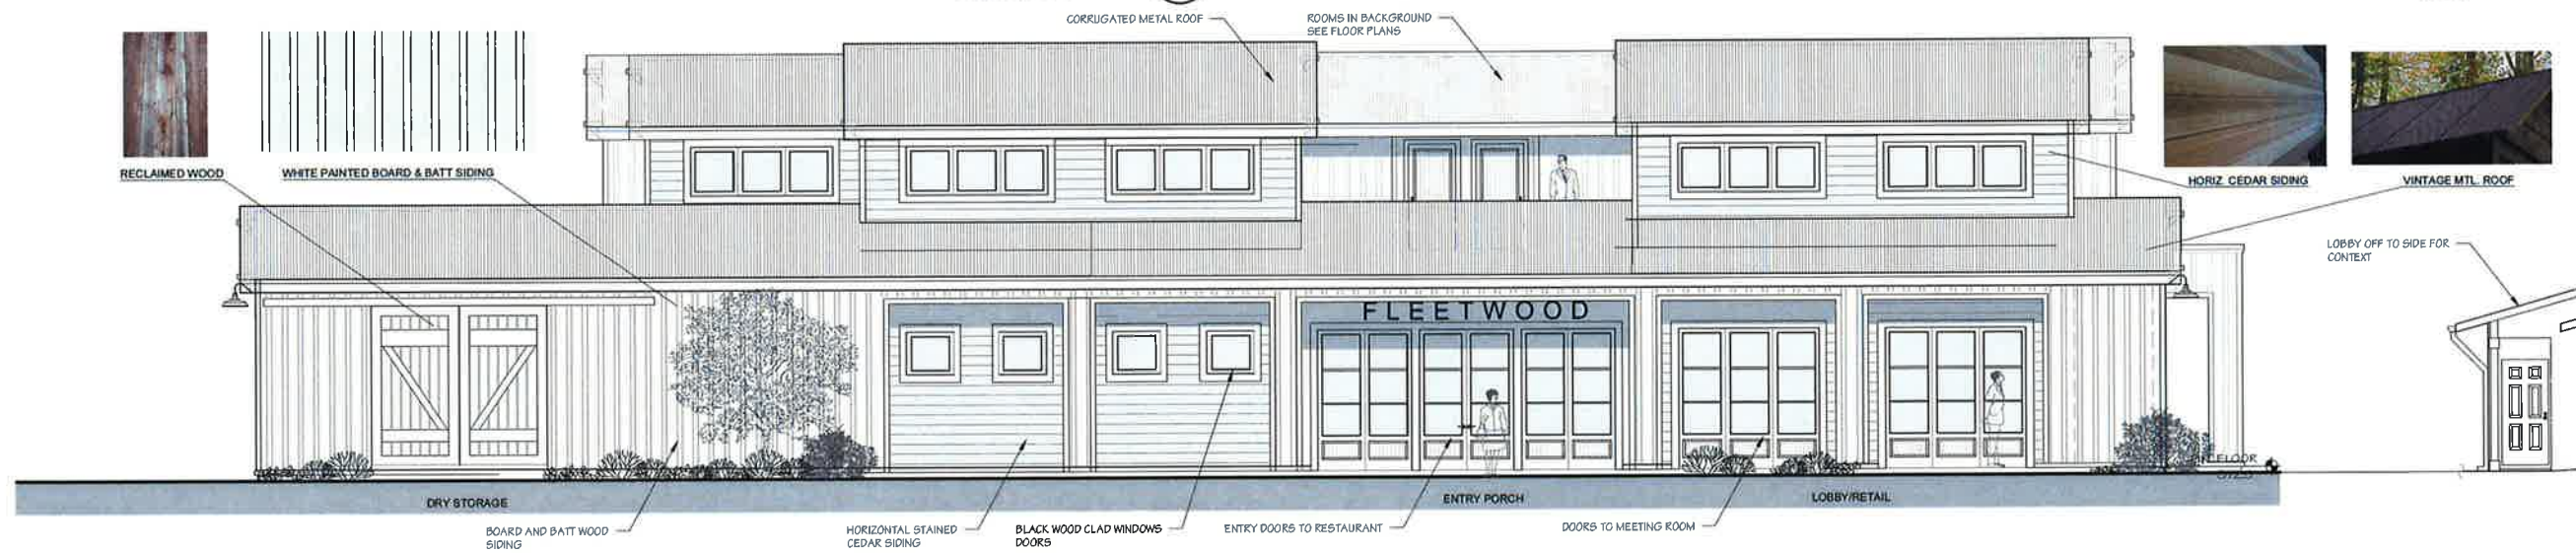 CORRUGATED METAL ROOF
ROOMS IN BACKGROUND
SEE FLOOR PLANS
RECLAIMED WOOD
WHITE PAINTED BOARD & BATT SIDING
HORIZ. CEDAR SIDING
VINTAGE MTL. ROOF
LOBBY OFF TO SIDE FOR
CONTEXT
FLEETWOOD
FLOOR
DRY STORAGE
ENTRY PORCH
LOBBY/RETAIL
BOARD AND BATT WOOD
SIDING
HORIZONTAL STAINED
CEDAR SIDING
BLACK WOOD CLAD WINDOWS
DOORS
ENTRY DOORS TO RESTAURANT
DOORS TO MEETING ROOM